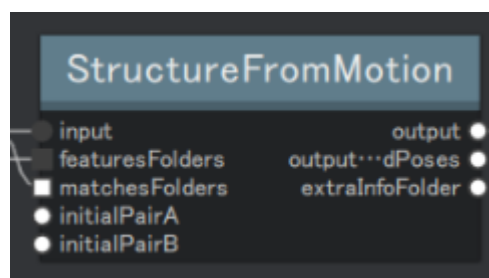 StructureFromMotion
input output
featuresFolders output···dPoses
matchesFolders extraInfoFolder
initialPairA
initialPairB